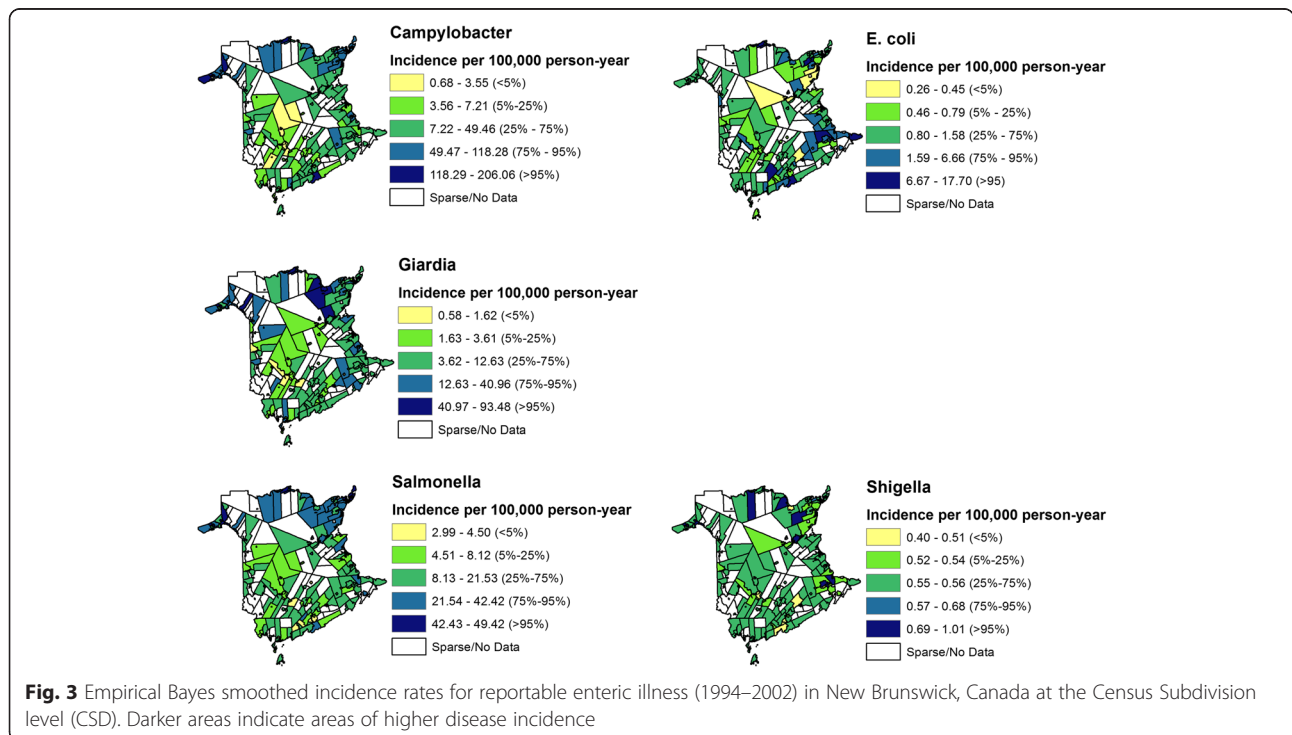 Campylobacter
Incidence per 100,000 person-year
0.68 - 3.55 (<5%)
3.56 - 7.21 (5%-25%)
7.22 - 49.46 (25% - 75%)
49.47 - 118.28 (75% - 95%)
118.29 - 206.06 (>95%)
Sparse/No Data
E. coli
Incidence per 100,000 person-year
0.26 - 0.45 (<5%)
0.46 - 0.79 (5% - 25%)
0.80 - 1.58 (25% - 75%)
1.59 - 6.66 (75% - 95%)
6.67 - 17.70 (>95)
Sparse/No Data
Giardia
Incidence per 100,000 person-year
0.58 - 1.62 (<5%)
1.63 - 3.61 (5%-25%)
3.62 - 12.63 (25%-75%)
12.63 - 40.96 (75%-95%)
40.97 - 93.48 (>95%)
Sparse/No Data
Salmonella
Incidence per 100,000 person-year
2.99 - 4.50 (<5%)
4.51 - 8.12 (5%-25%)
8.13 - 21.53 (25%-75%)
21.54 - 42.42 (75%-95%)
42.43 - 49.42 (>95%)
Sparse/No Data
Shigella
Incidence per 100,000 person-year
0.40 - 0.51 (<5%)
0.52 - 0.54 (5%-25%)
0.55 - 0.56 (25%-75%)
0.57 - 0.68 (75%-95%)
0.69 - 1.01 (>95%)
Sparse/No Data
Fig. 3 Empirical Bayes smoothed incidence rates for reportable enteric illness (1994–2002) in New Brunswick, Canada at the Census Subdivision
level (CSD). Darker areas indicate areas of higher disease incidence